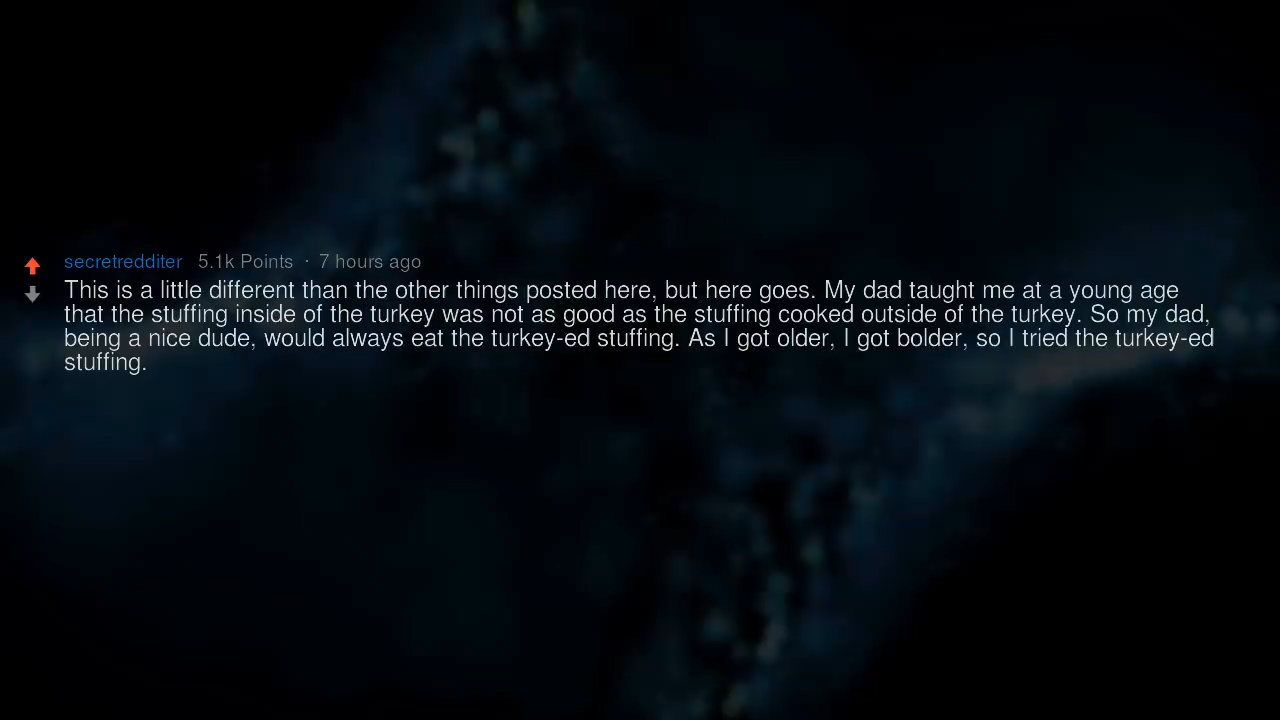 secretredditer 5.1k Points · 7 hours ago
This is a little different than the other things posted here, but here goes. My dad taught me at a young age
that the stuffing inside of the turkey was not as good as the stuffing cooked outside of the turkey. So my dad,
being a nice dude, would always eat the turkey-ed stuffing. As I got older, I got bolder, so I tried the turkey-ed
stuffing.